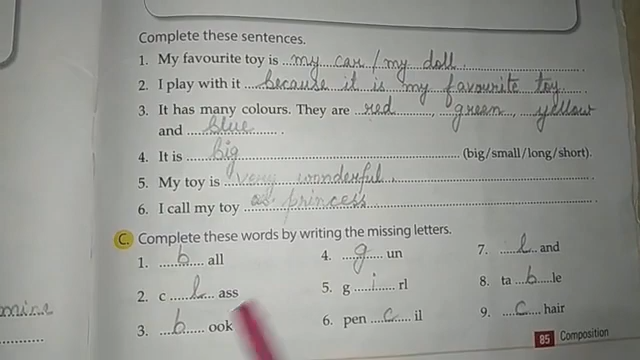 Complete these sentences.
1. My favourite toy is my car / my doll.
2. I play with it because it is my favourite toy
3. It has many colours. They are red, green, yellow
and blue.
4. It is big (big/small/long/short).
5. My toy is very wonderful.
6. I call my toy as princess
C. Complete these words by writing the missing letters.
1. b all 4. g un 7. l and
2. c l ass 5. g i rl 8. ta b le
3. b ook 6. pen c il 9. c hair
85 Composition